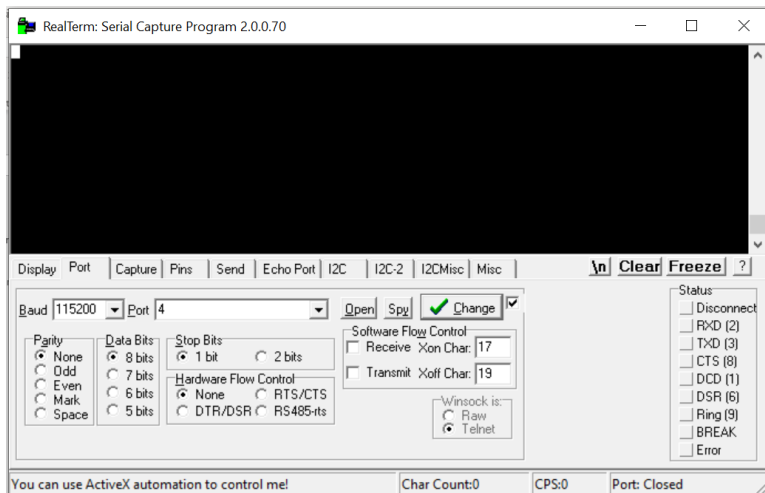 RealTerm: Serial Capture Program 2.0.0.70
Display Port Capture Pins Send Echo Port I2C I2C-2 I2CMisc Misc \n Clear Freeze ?
Baud 115200 Port 4 Open Spy Change
Status
Disconnect
RXD (2)
TXD (3)
CTS (8)
DCD (1)
DSR (6)
Ring (9)
BREAK
Error
Parity
None
Odd
Even
Mark
Space
Data Bits
8 bits
7 bits
6 bits
5 bits
Stop Bits
1 bit 2 bits
Hardware Flow Control
None RTS/CTS
DTR/DSR RS485-rts
Software Flow Control
Receive Xon Char: 17
Transmit Xoff Char: 19
Winsock is:
Raw
Telnet
You can use ActiveX automation to control me! Char Count:0 CPS:0 Port: Closed